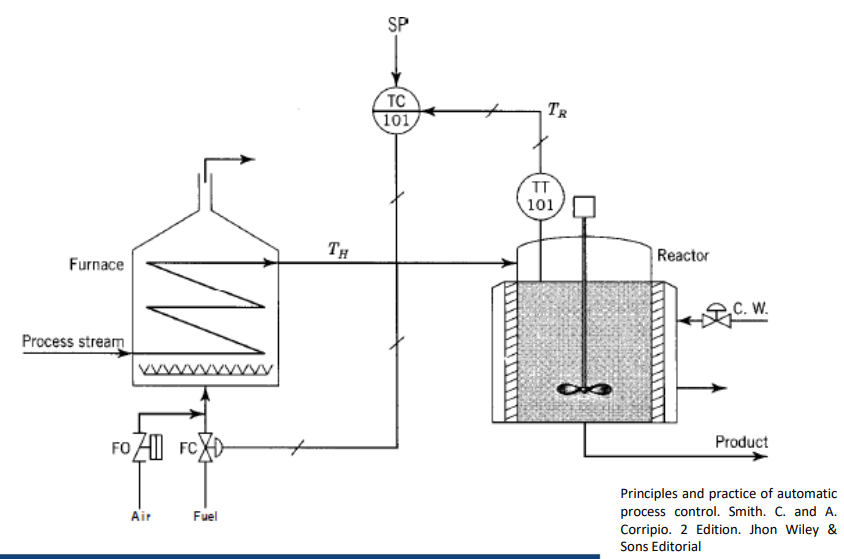 SP
TC
101
T_R
TT
101
T_H
Furnace
Reactor
C. W.
Process stream
FO
FC
Product
Air
Fuel
Principles and practice of automatic
process control. Smith. C. and A.
Corripio. 2 Edition. Jhon Wiley &
Sons Editorial